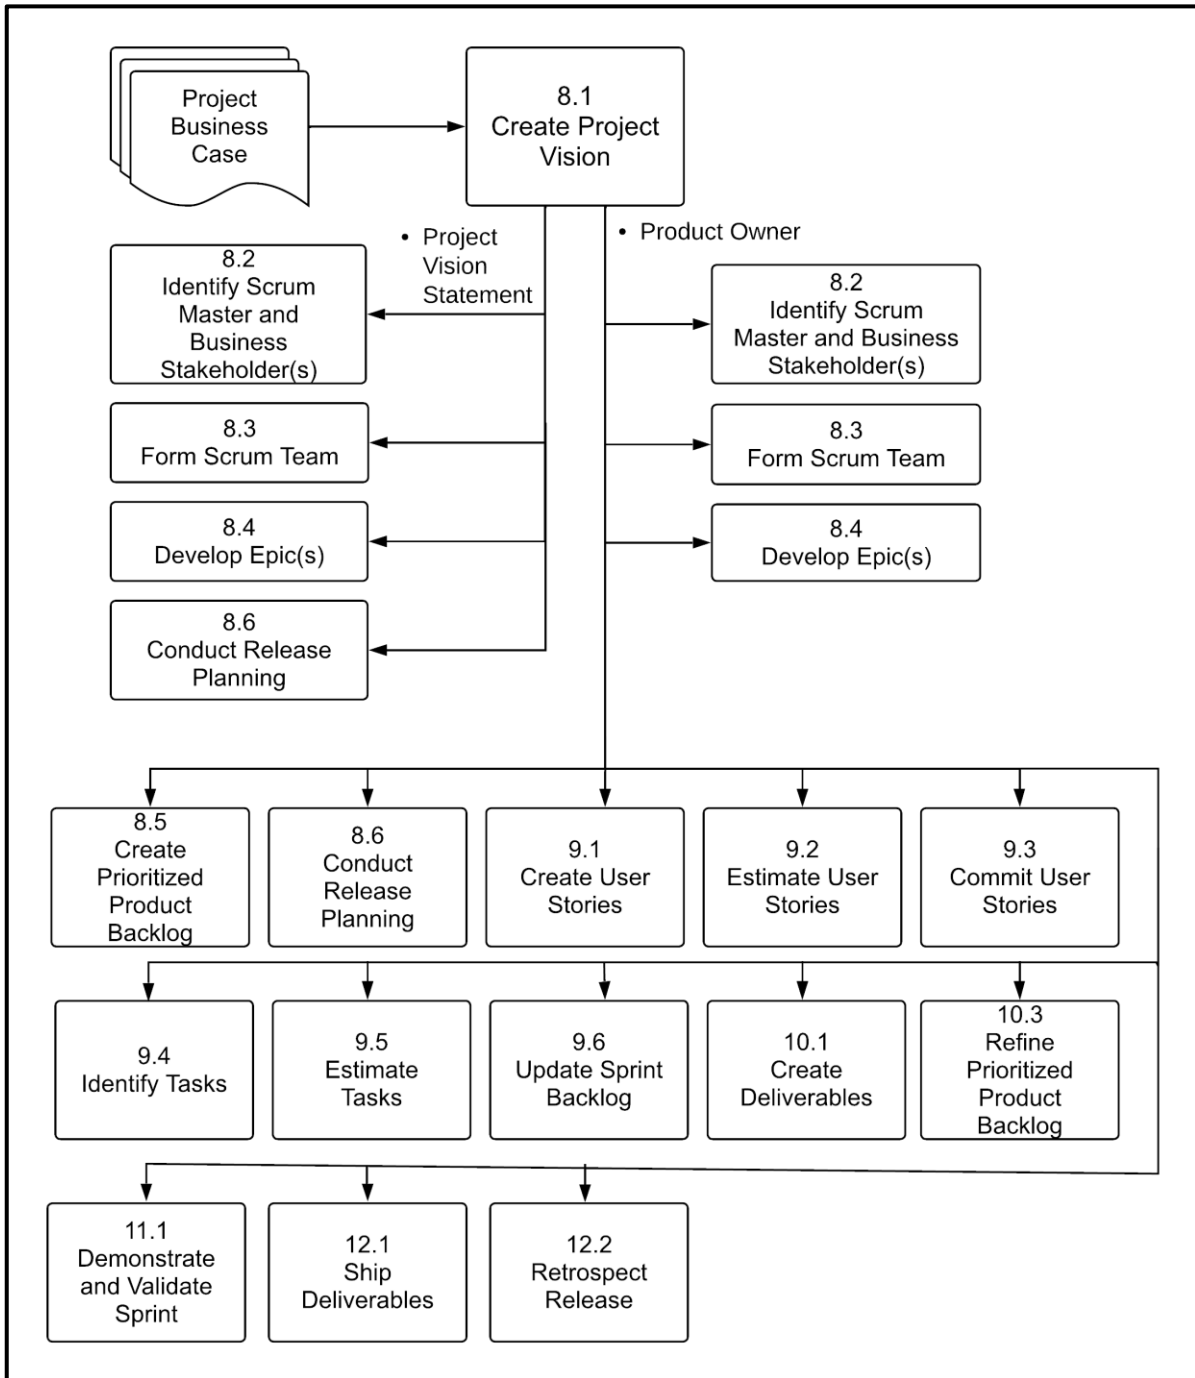 Project
Business
Case
8.1
Create Project
Vision
• Project
Vision
Statement
• Product Owner
8.2
Identify Scrum
Master and
Business
Stakeholder(s)
8.2
Identify Scrum
Master and Business
Stakeholder(s)
8.3
Form Scrum Team
8.3
Form Scrum Team
8.4
Develop Epic(s)
8.4
Develop Epic(s)
8.6
Conduct Release
Planning
8.5
Create
Prioritized
Product
Backlog
8.6
Conduct
Release
Planning
9.1
Create User
Stories
9.2
Estimate User
Stories
9.3
Commit User
Stories
9.4
Identify Tasks
9.5
Estimate
Tasks
9.6
Update Sprint
Backlog
10.1
Create
Deliverables
10.3
Refine
Prioritized
Product
Backlog
11.1
Demonstrate
and Validate
Sprint
12.1
Ship
Deliverables
12.2
Retrospect
Release